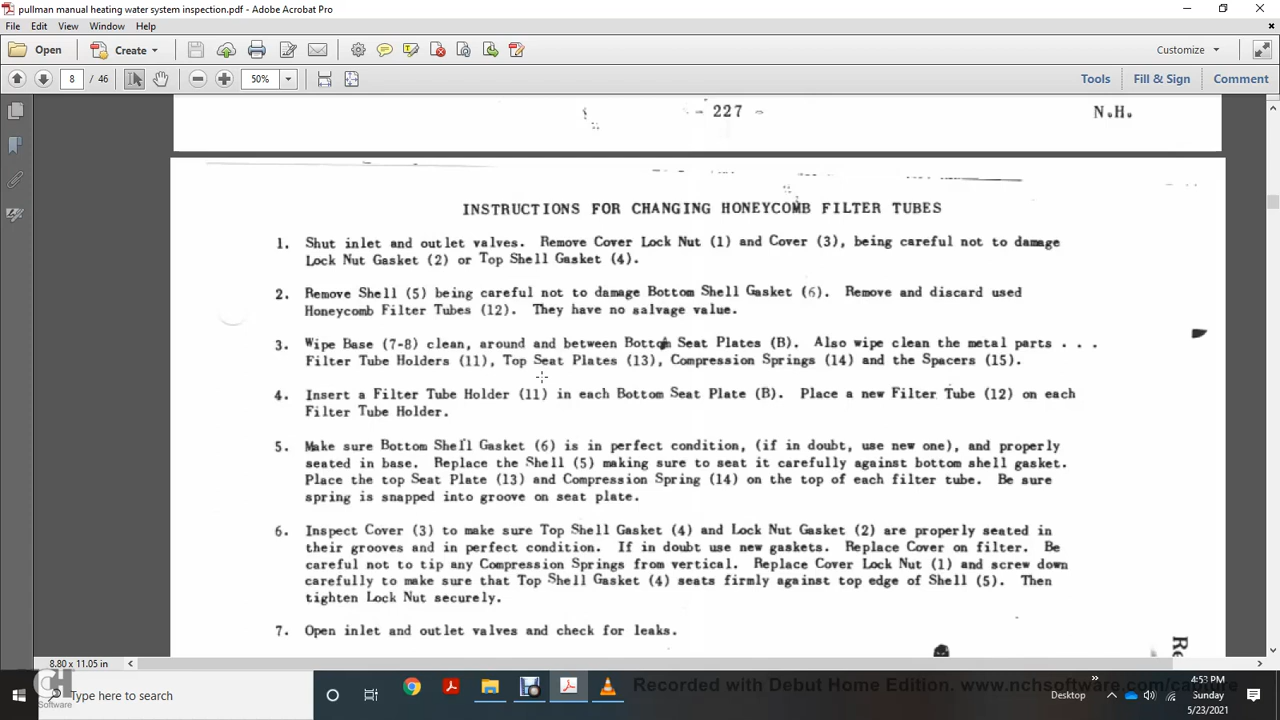 pullman manual heating water system inspection.pdf - Adobe Acrobat Pro
File Edit View Window Help
Open Create Customize
8 / 46 50% Tools Fill & Sign Comment
- 227 - N.H.
INSTRUCTIONS FOR CHANGING HONEYCOMB FILTER TUBES
1. Shut inlet and outlet valves. Remove Cover Lock Nut (1) and Cover (3), being careful not to damage
Lock Nut Gasket (2) or Top Shell Gasket (4).
2. Remove Shell (5) being careful not to damage Bottom Shell Gasket (6). Remove and discard used
Honeycomb Filter Tubes (12). They have no salvage value.
3. Wipe Base (7-8) clean, around and between Bottom Seat Plates (B). Also wipe clean the metal parts . . .
Filter Tube Holders (11), Top Seat Plates (13), Compression Springs (14) and the Spacers (15).
4. Insert a Filter Tube Holder (11) in each Bottom Seat Plate (B). Place a new Filter Tube (12) on each
Filter Tube Holder.
5. Make sure Bottom Shell Gasket (6) is in perfect condition, (if in doubt, use new one), and properly
seated in base. Replace the Shell (5) making sure to seat it carefully against bottom shell gasket.
Place the top Seat Plate (13) and Compression Spring (14) on the top of each filter tube. Be sure
spring is snapped into groove on seat plate.
6. Inspect Cover (3) to make sure Top Shell Gasket (4) and Lock Nut Gasket (2) are properly seated in
their grooves and in perfect condition. If in doubt use new gaskets. Replace Cover on filter. Be
careful not to tip any Compression Springs from vertical. Replace Cover Lock Nut (1) and screw down
carefully to make sure that Top Shell Gasket (4) seats firmly against top edge of Shell (5). Then
tighten Lock Nut securely.
7. Open inlet and outlet valves and check for leaks.
Re
8.80 x 11.05 in
CH Software
Type here to search
Recorded with Debut Home Edition. www.nchsoftware.com/capture
Desktop
4:53 PM
Sunday
5/23/2021